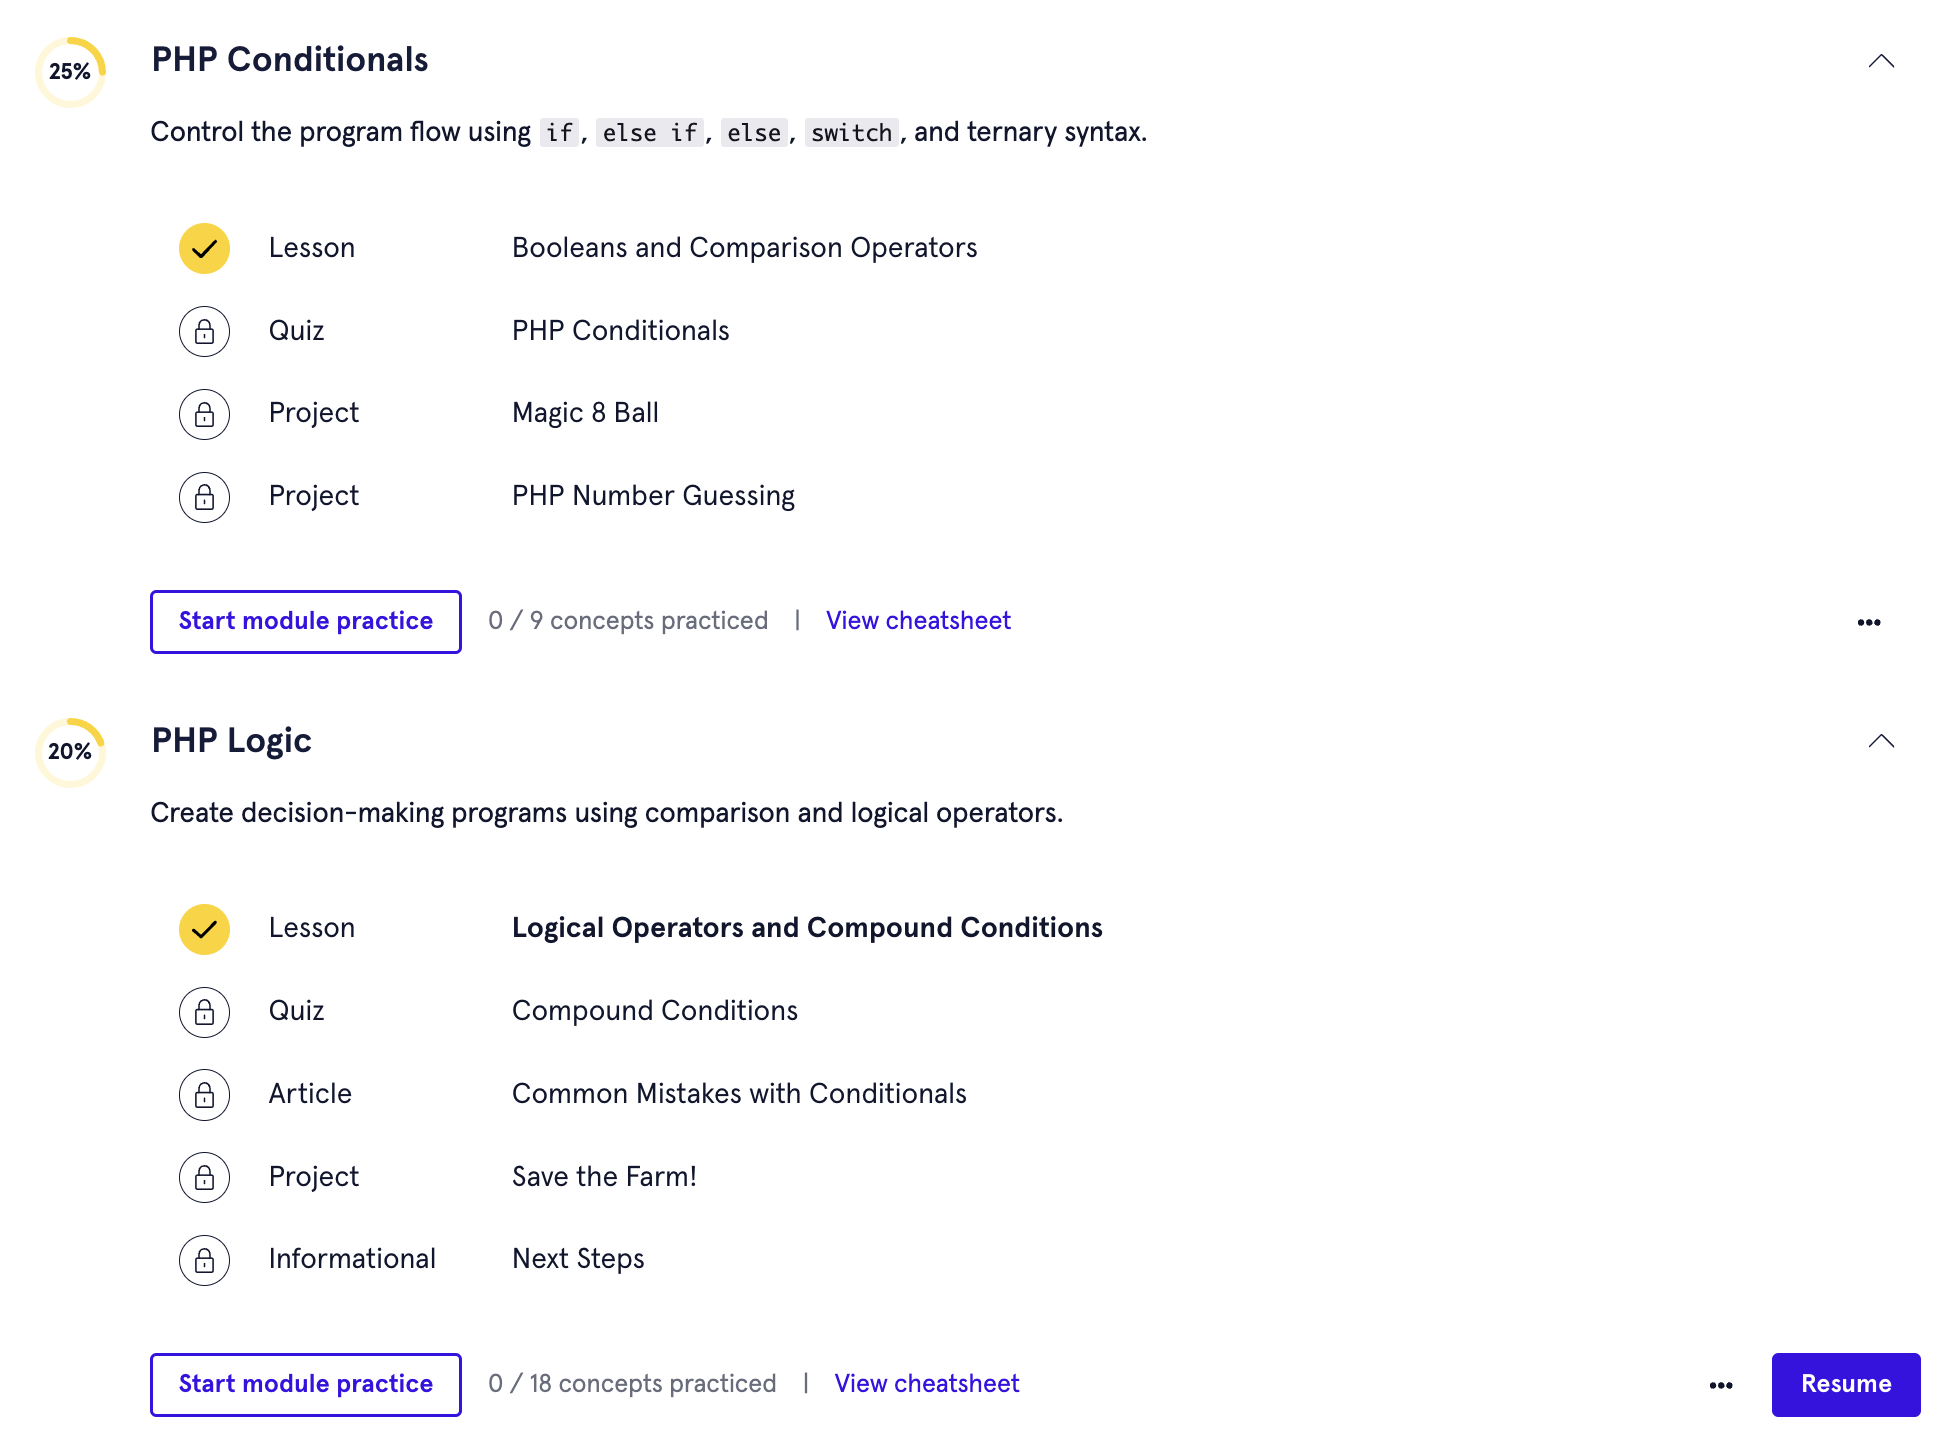 25%
PHP Conditionals
Control the program flow using if, else if, else, switch, and ternary syntax.
Lesson Booleans and Comparison Operators
Quiz PHP Conditionals
Project Magic 8 Ball
Project PHP Number Guessing
Start module practice 0 / 9 concepts practiced | View cheatsheet •••
20%
PHP Logic
Create decision-making programs using comparison and logical operators.
Lesson Logical Operators and Compound Conditions
Quiz Compound Conditions
Article Common Mistakes with Conditionals
Project Save the Farm!
Informational Next Steps
Start module practice 0 / 18 concepts practiced | View cheatsheet ••• Resume